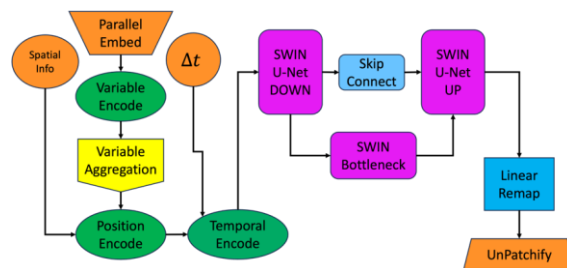 Parallel
Embed
Spatial
Info
Δt
Variable
Encode
Variable
Aggregation
Position
Encode
Temporal
Encode
SWIN
U-Net
DOWN
Skip
Connect
SWIN
U-Net
UP
SWIN
Bottleneck
Linear
Remap
UnPatchify